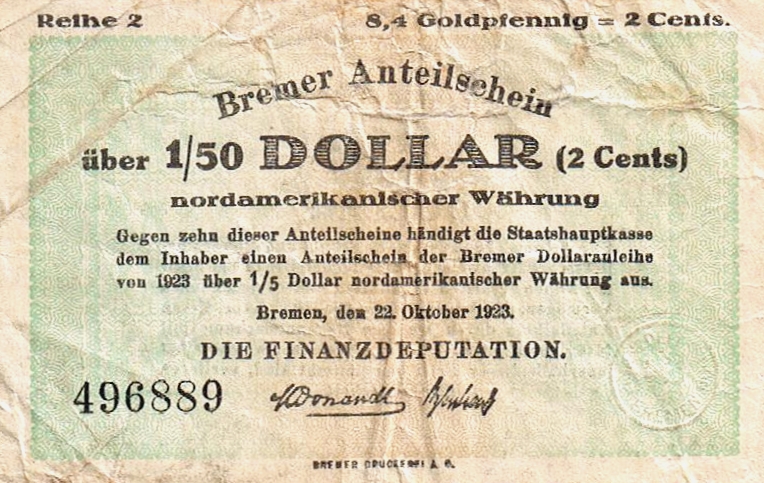 Reihe 2
8,4 Goldpfennig = 2 Cents.
Bremer Anteilschein
über 1/50 DOLLAR (2 Cents)
nordamerikanischer Währung
Gegen zehn dieser Anteilscheine händigt die Staatshauptkasse
dem Inhaber einen Anteilschein der Bremer Dollaranleihe
von 1923 über 1/5 Dollar nordamerikanischer Währung aus.
Bremen, den 22. Oktober 1923.
DIE FINANZDEPUTATION.
496889
Donandt
BREMER DRUCKEREI A. G.